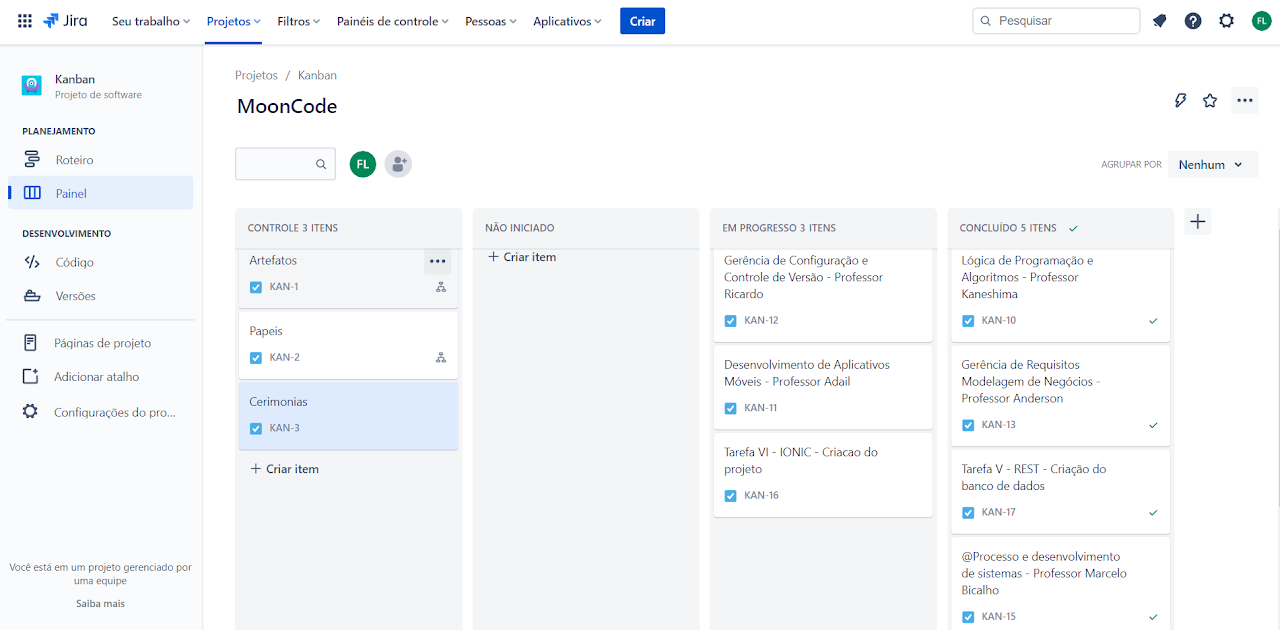 Jira
Seu trabalho
Projetos
Filtros
Painéis de controle
Pessoas
Aplicativos
Criar
Pesquisar
FL
Kanban
Projeto de software
PLANEJAMENTO
Roteiro
Painel
DESENVOLVIMENTO
Código
Versões
Páginas de projeto
Adicionar atalho
Configurações do pro...
Você está em um projeto gerenciado por
uma equipe
Saiba mais
Projetos / Kanban
MoonCode
FL
AGRUPAR POR
Nenhum
CONTROLE 3 ITENS
Artefatos
KAN-1
Papeis
KAN-2
Cerimonias
KAN-3
+ Criar item
NÃO INICIADO
+ Criar item
EM PROGRESSO 3 ITENS
Gerência de Configuração e
Controle de Versão - Professor
Ricardo
KAN-12
Desenvolvimento de Aplicativos
Móveis - Professor Adail
KAN-11
Tarefa VI - IONIC - Criacao do
projeto
KAN-16
CONCLUÍDO 5 ITENS
Lógica de Programação e
Algoritmos - Professor
Kaneshima
KAN-10
Gerência de Requisitos
Modelagem de Negócios -
Professor Anderson
KAN-13
Tarefa V - REST - Criação do
banco de dados
KAN-17
@Processo e desenvolvimento
de sistemas - Professor Marcelo
Bicalho
KAN-15